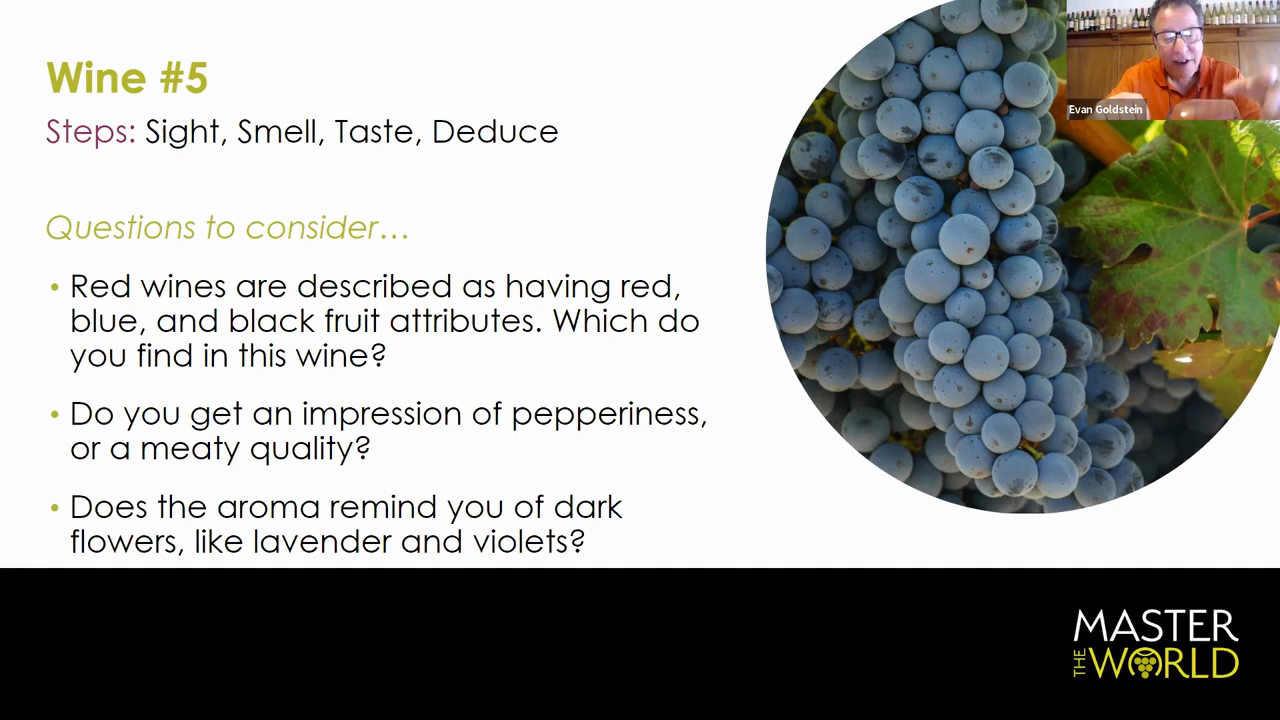 Wine #5
Steps: Sight, Smell, Taste, Deduce
Questions to consider…
• Red wines are described as having red,
blue, and black fruit attributes. Which do
you find in this wine?
• Do you get an impression of pepperiness,
or a meaty quality?
• Does the aroma remind you of dark
flowers, like lavender and violets?
Evan Goldstein
MASTER
THE WORLD